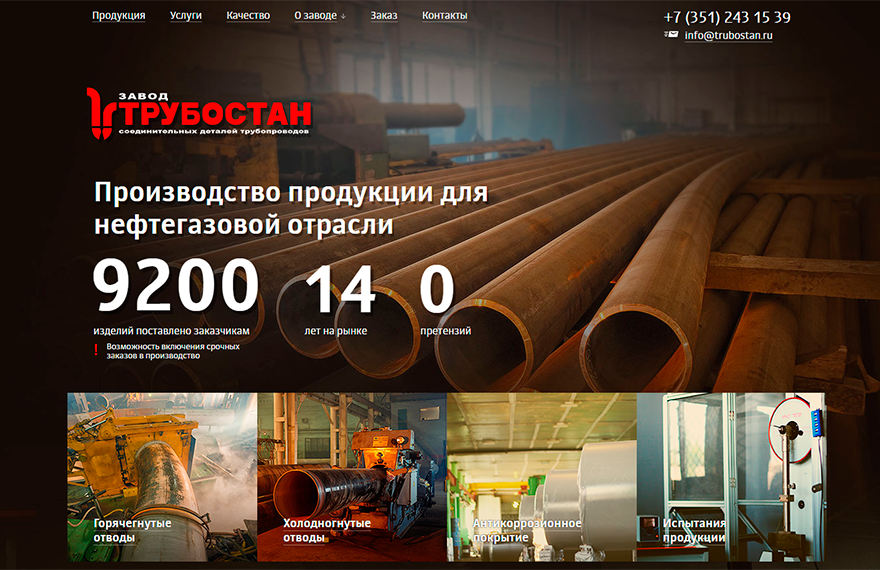 Продукция Услуги Качество О заводе ↓ Заказ Контакты
+7 (351) 243 15 39
info@trubostan.ru
ЗАВОД
ТРУБОСТАН
соединительных деталей трубопроводов
Производство продукции для
нефтегазовой отрасли
9200 14 0
изделий поставлено заказчикам лет на рынке претензий
! Возможность включения срочных
заказов в производство
Горячегнутые
отводы
Холодногнутые
отводы
Антикоррозионное
покрытие
Испытания
продукции